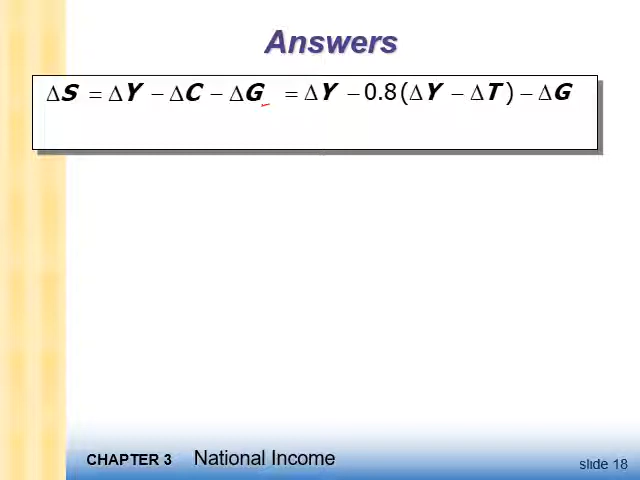 Answers
ΔS = ΔY − ΔC − ΔG = ΔY − 0.8(ΔY − ΔT) − ΔG
CHAPTER 3 National Income
slide 18